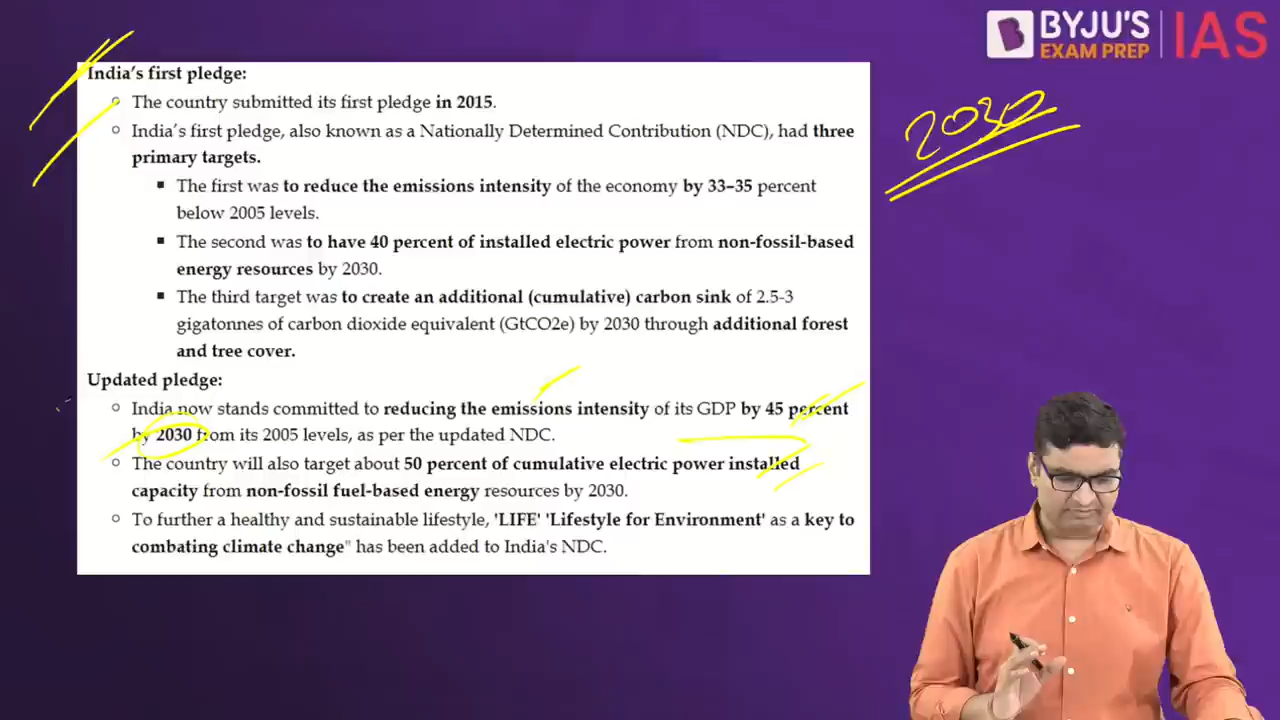 BYJU'S
EXAM PREP
IAS
2030
India's first pledge:
The country submitted its first pledge in 2015.
India's first pledge, also known as a Nationally Determined Contribution (NDC), had three
primary targets.
The first was to reduce the emissions intensity of the economy by 33–35 percent
below 2005 levels.
The second was to have 40 percent of installed electric power from non-fossil-based
energy resources by 2030.
The third target was to create an additional (cumulative) carbon sink of 2.5-3
gigatonnes of carbon dioxide equivalent (GtCO2e) by 2030 through additional forest
and tree cover.
Updated pledge:
India now stands committed to reducing the emissions intensity of its GDP by 45 percent
by 2030 from its 2005 levels, as per the updated NDC.
The country will also target about 50 percent of cumulative electric power installed
capacity from non-fossil fuel-based energy resources by 2030.
To further a healthy and sustainable lifestyle, 'LIFE' 'Lifestyle for Environment' as a key to
combating climate change" has been added to India's NDC.